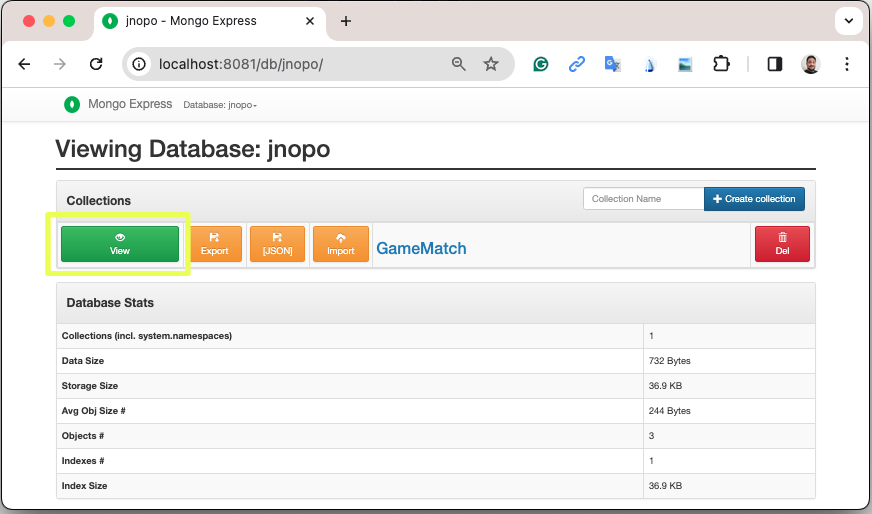 jnopo - Mongo Express
localhost:8081/db/jnopo/
Mongo Express Database: jnopo
Viewing Database: jnopo
Collections Collection Name Create collection
View Export [JSON] Import GameMatch Del
Database Stats
Collections (incl. system.namespaces) 1
Data Size 732 Bytes
Storage Size 36.9 KB
Avg Obj Size # 244 Bytes
Objects # 3
Indexes # 1
Index Size 36.9 KB